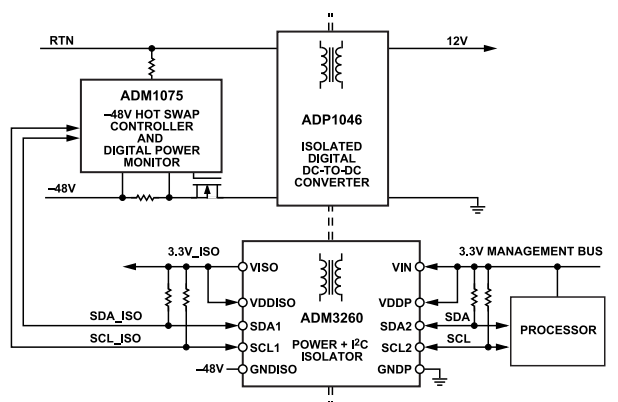 RTN
12V
ADM1075
–48V HOT SWAP
CONTROLLER
AND
DIGITAL POWER
MONITOR
ADP1046
ISOLATED
DIGITAL
DC-TO-DC
CONVERTER
–48V
3.3V_ISO
VISO
VIN
3.3V MANAGEMENT BUS
VDDISO
VDDP
ADM3260
SDA_ISO
SDA1
SDA2
SDA
PROCESSOR
POWER + I²C
ISOLATOR
SCL_ISO
SCL1
SCL2
SCL
–48V
GNDISO
GNDP